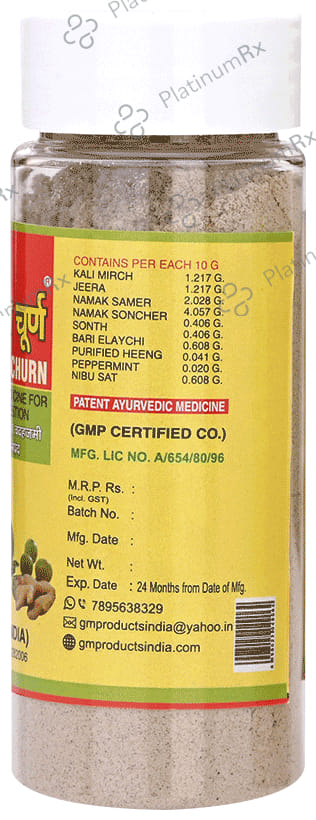 PlatinumRx
CONTAINS PER EACH 10 G
KALI MIRCH 1.217 G.
JEERA 1.217 G.
NAMAK SAMER 2.028 G.
NAMAK SONCHER 4.057 G.
SONTH 0.406 G.
BARI ELAYCHI 0.406 G.
PURIFIED HEENG 0.608 G.
PEPPERMINT 0.041 G.
NIBU SAT 0.020 G.
0.608 G.
चूर्ण ®
CHURN
CINE FOR
TION
बदहजमी
PATENT AYURVEDIC MEDICINE
(GMP CERTIFIED CO.)
MFG. LIC NO. A/654/80/96
M.R.P. Rs. :
(Incl. GST)
Batch No. :
Mfg. Date :
Net Wt. :
Exp. Date : 24 Months from Date of Mfg.
7895638329
gmproductsindia@yahoo.in
gmproductsindia.com
DIA)
2006